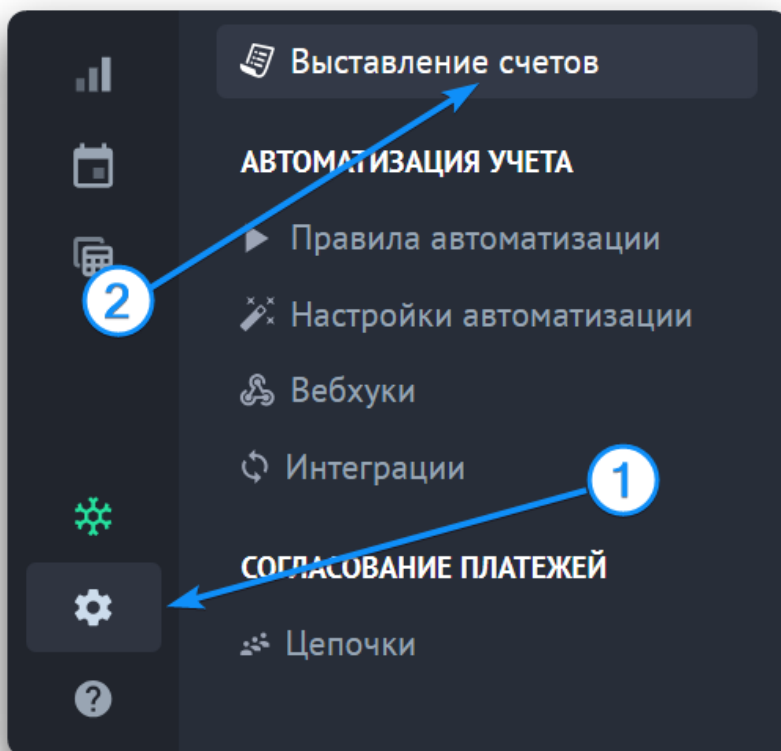 Выставление счетов
АВТОМАТИЗАЦИЯ УЧЕТА
Правила автоматизации
2
Настройки автоматизации
Вебхуки
Интеграции
1
СОГЛАСОВАНИЕ ПЛАТЕЖЕЙ
Цепочки
?